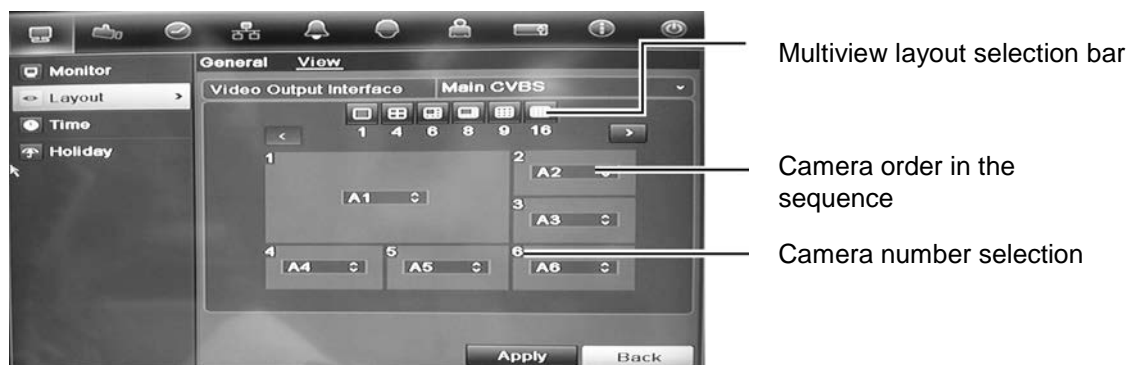 Monitor
Layout >
Time
Holiday
General View
Video Output Interface Main CVBS
1 4 6 8 9 16
< >
1
A1
2
A2
3
A3
4
A4
5
A5
6
A6
Apply Back
Multiview layout selection bar
Camera order in the
sequence
Camera number selection